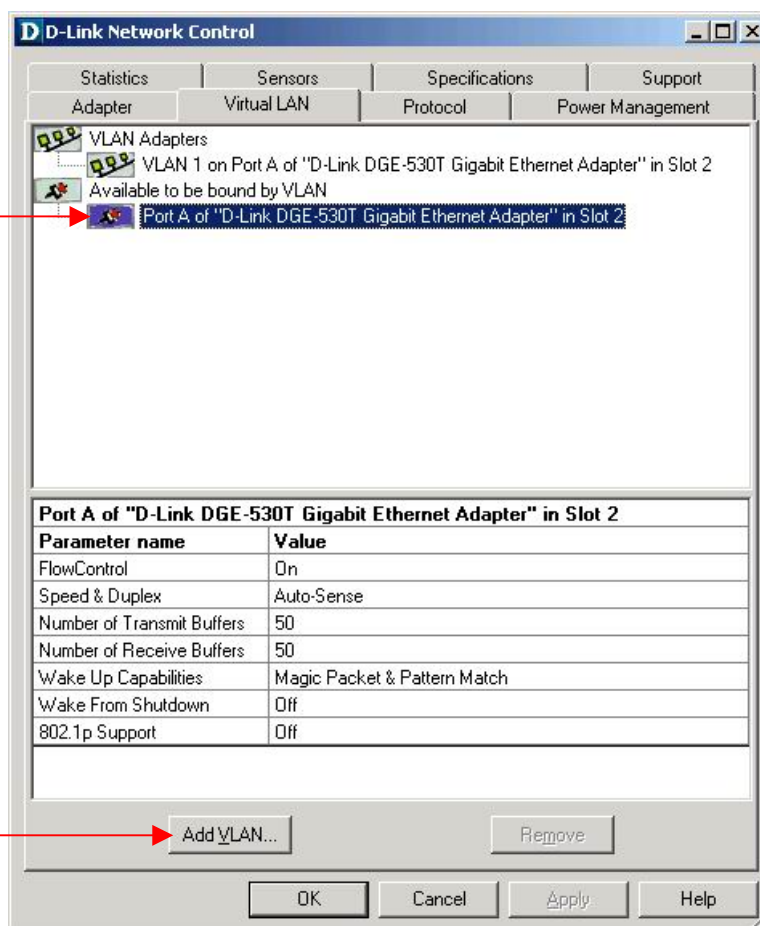 D D-Link Network Control
Statistics Sensors Specifications Support
Adapter Virtual LAN Protocol Power Management
VLAN Adapters
VLAN 1 on Port A of "D-Link DGE-530T Gigabit Ethernet Adapter" in Slot 2
Available to be bound by VLAN
Port A of "D-Link DGE-530T Gigabit Ethernet Adapter" in Slot 2
Port A of "D-Link DGE-530T Gigabit Ethernet Adapter" in Slot 2
Parameter name Value
FlowControl On
Speed & Duplex Auto-Sense
Number of Transmit Buffers 50
Number of Receive Buffers 50
Wake Up Capabilities Magic Packet & Pattern Match
Wake From Shutdown Off
802.1p Support Off
Add VLAN... Remove
OK Cancel Apply Help